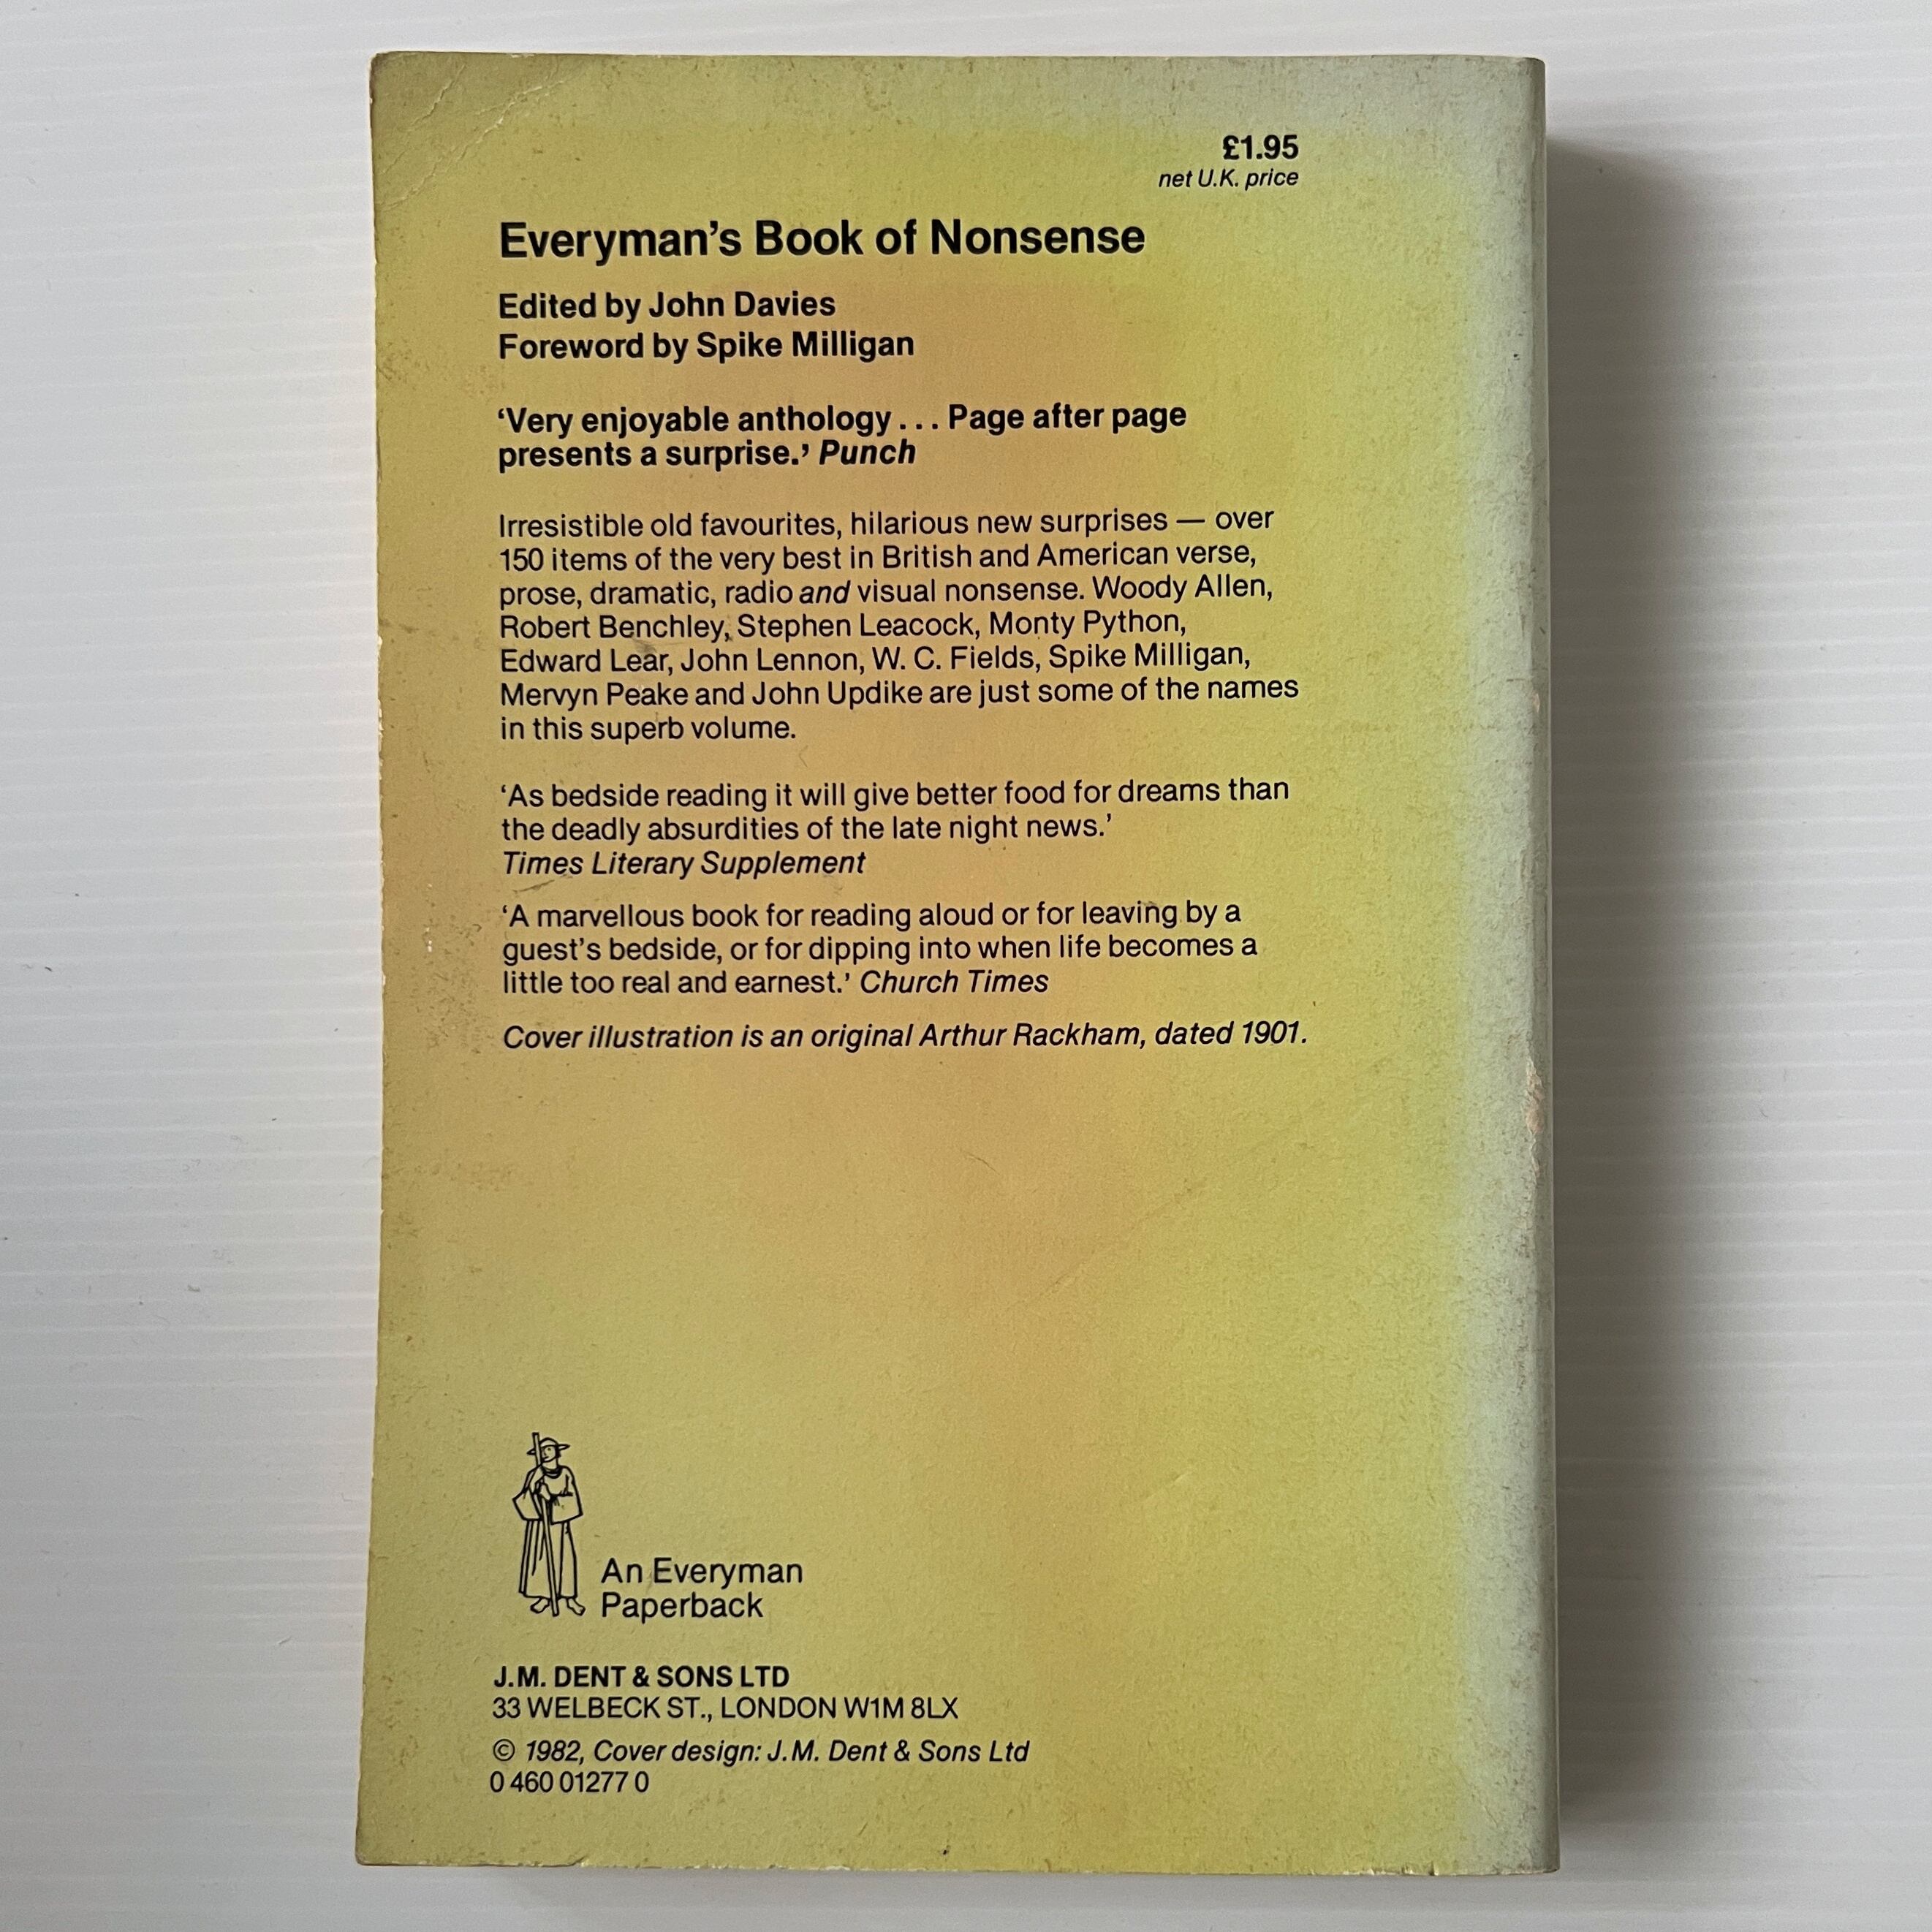 £1.95
net U.K. price
Everyman’s Book of Nonsense
Edited by John Davies
Foreword by Spike Milligan
‘Very enjoyable anthology . . . Page after page
presents a surprise.’ Punch
Irresistible old favourites, hilarious new surprises — over
150 items of the very best in British and American verse,
prose, dramatic, radio and visual nonsense. Woody Allen,
Robert Benchley, Stephen Leacock, Monty Python,
Edward Lear, John Lennon, W. C. Fields, Spike Milligan,
Mervyn Peake and John Updike are just some of the names
in this superb volume.
‘As bedside reading it will give better food for dreams than
the deadly absurdities of the late night news.’
Times Literary Supplement
‘A marvellous book for reading aloud or for leaving by a
guest’s bedside, or for dipping into when life becomes a
little too real and earnest.’ Church Times
Cover illustration is an original Arthur Rackham, dated 1901.
An Everyman
Paperback
J.M. DENT & SONS LTD
33 WELBECK ST., LONDON W1M 8LX
© 1982, Cover design: J.M. Dent & Sons Ltd
0 460 01277 0